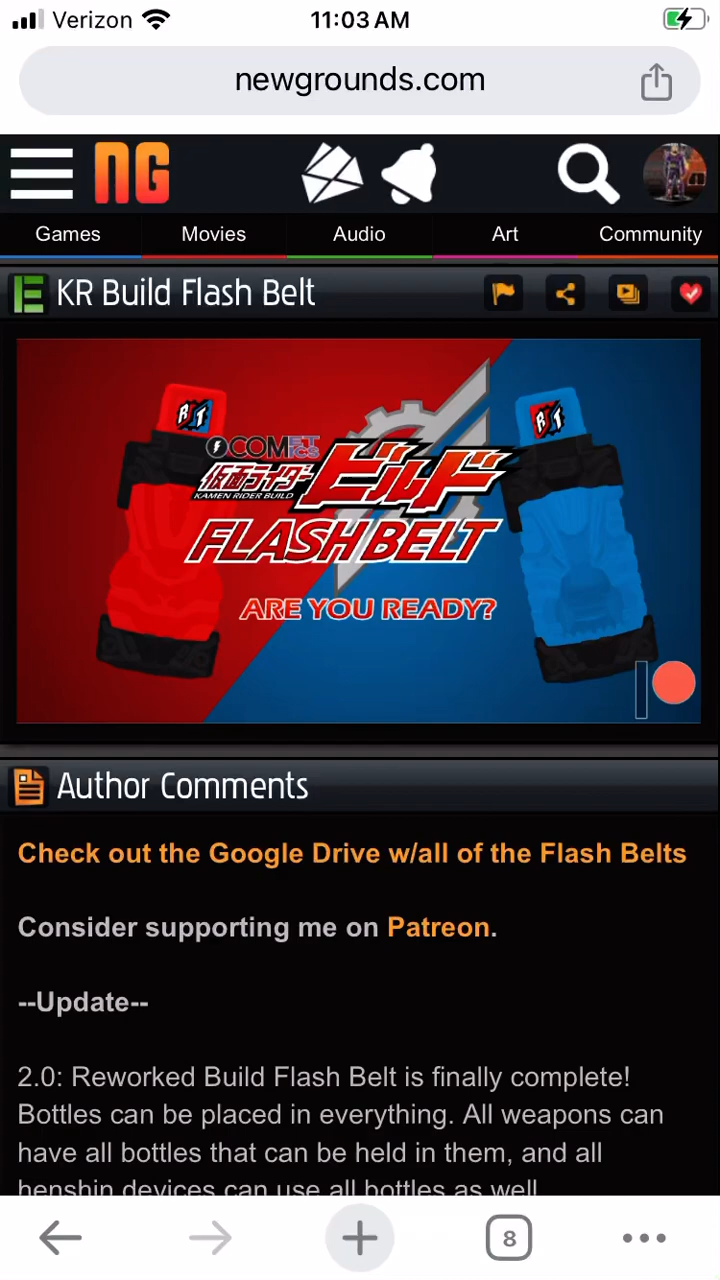 Verizon 11:03 AM
newgrounds.com
NG
Games Movies Audio Art Community
E KR Build Flash Belt
R T
R T
COMETICS
仮面ライダー ビルド
KAMEN RIDER BUILD
FLASH BELT
ARE YOU READY?
Author Comments
Check out the Google Drive w/all of the Flash Belts
Consider supporting me on Patreon.
--Update--
2.0: Reworked Build Flash Belt is finally complete!
Bottles can be placed in everything. All weapons can
have all bottles that can be held in them, and all
henshin devices can use all bottles as well
8